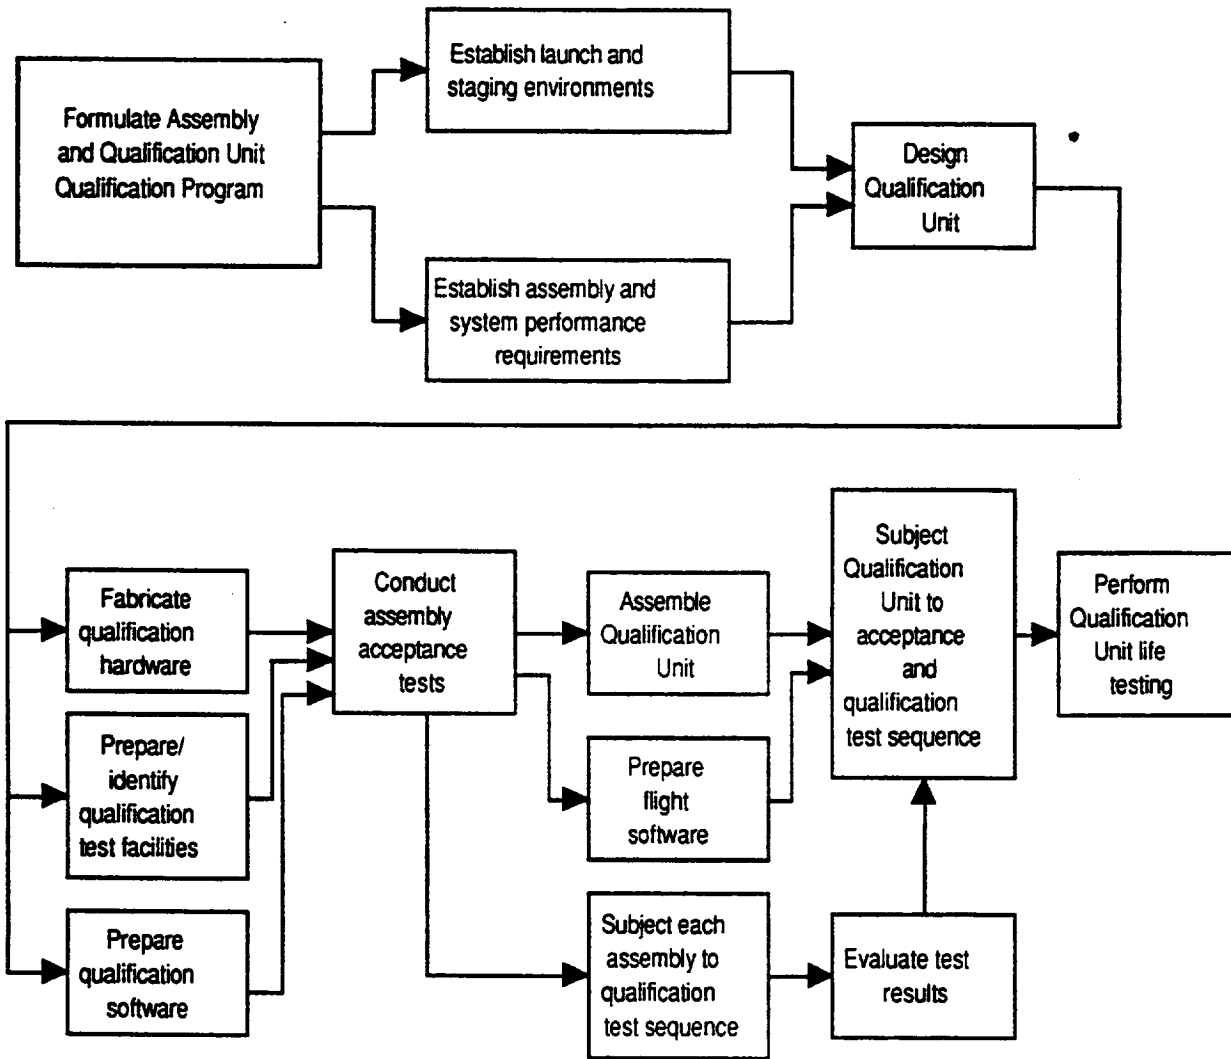 Formulate Assembly
and Qualification Unit
Qualification Program
Establish launch and
staging environments
Establish assembly and
system performance
requirements
Design
Qualification
Unit
Fabricate
qualification
hardware
Prepare/
identify
qualification
test facilities
Prepare
qualification
software
Conduct
assembly
acceptance
tests
Assemble
Qualification
Unit
Prepare
flight
software
Subject each
assembly to
qualification
test sequence
Subject
Qualification
Unit to
acceptance
and
qualification
test sequence
Evaluate test
results
Perform
Qualification
Unit life
testing